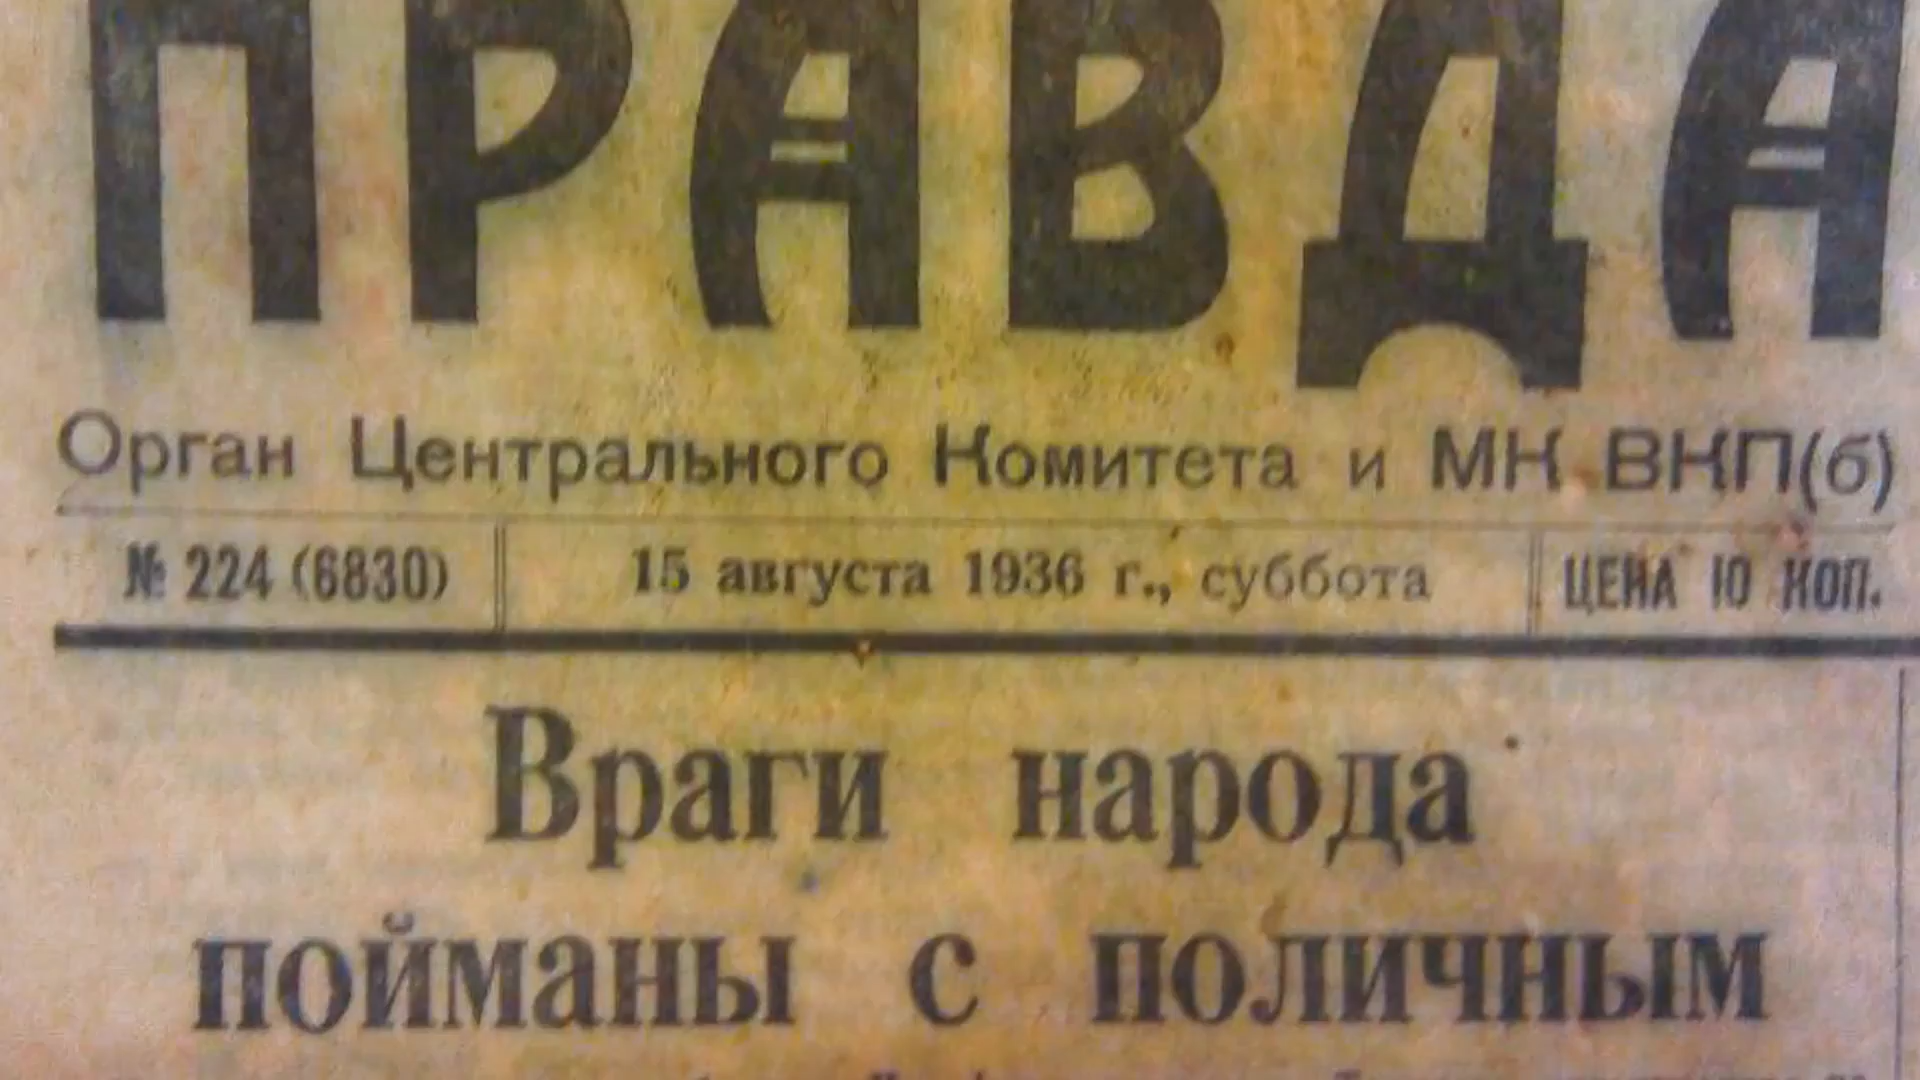 ПРАВДА
Орган Центрального Комитета и МК ВКП(б)
№ 224 (6830)
15 августа 1936 г., суббота
ЦЕНА 10 КОП.
Враги народа
пойманы с поличным